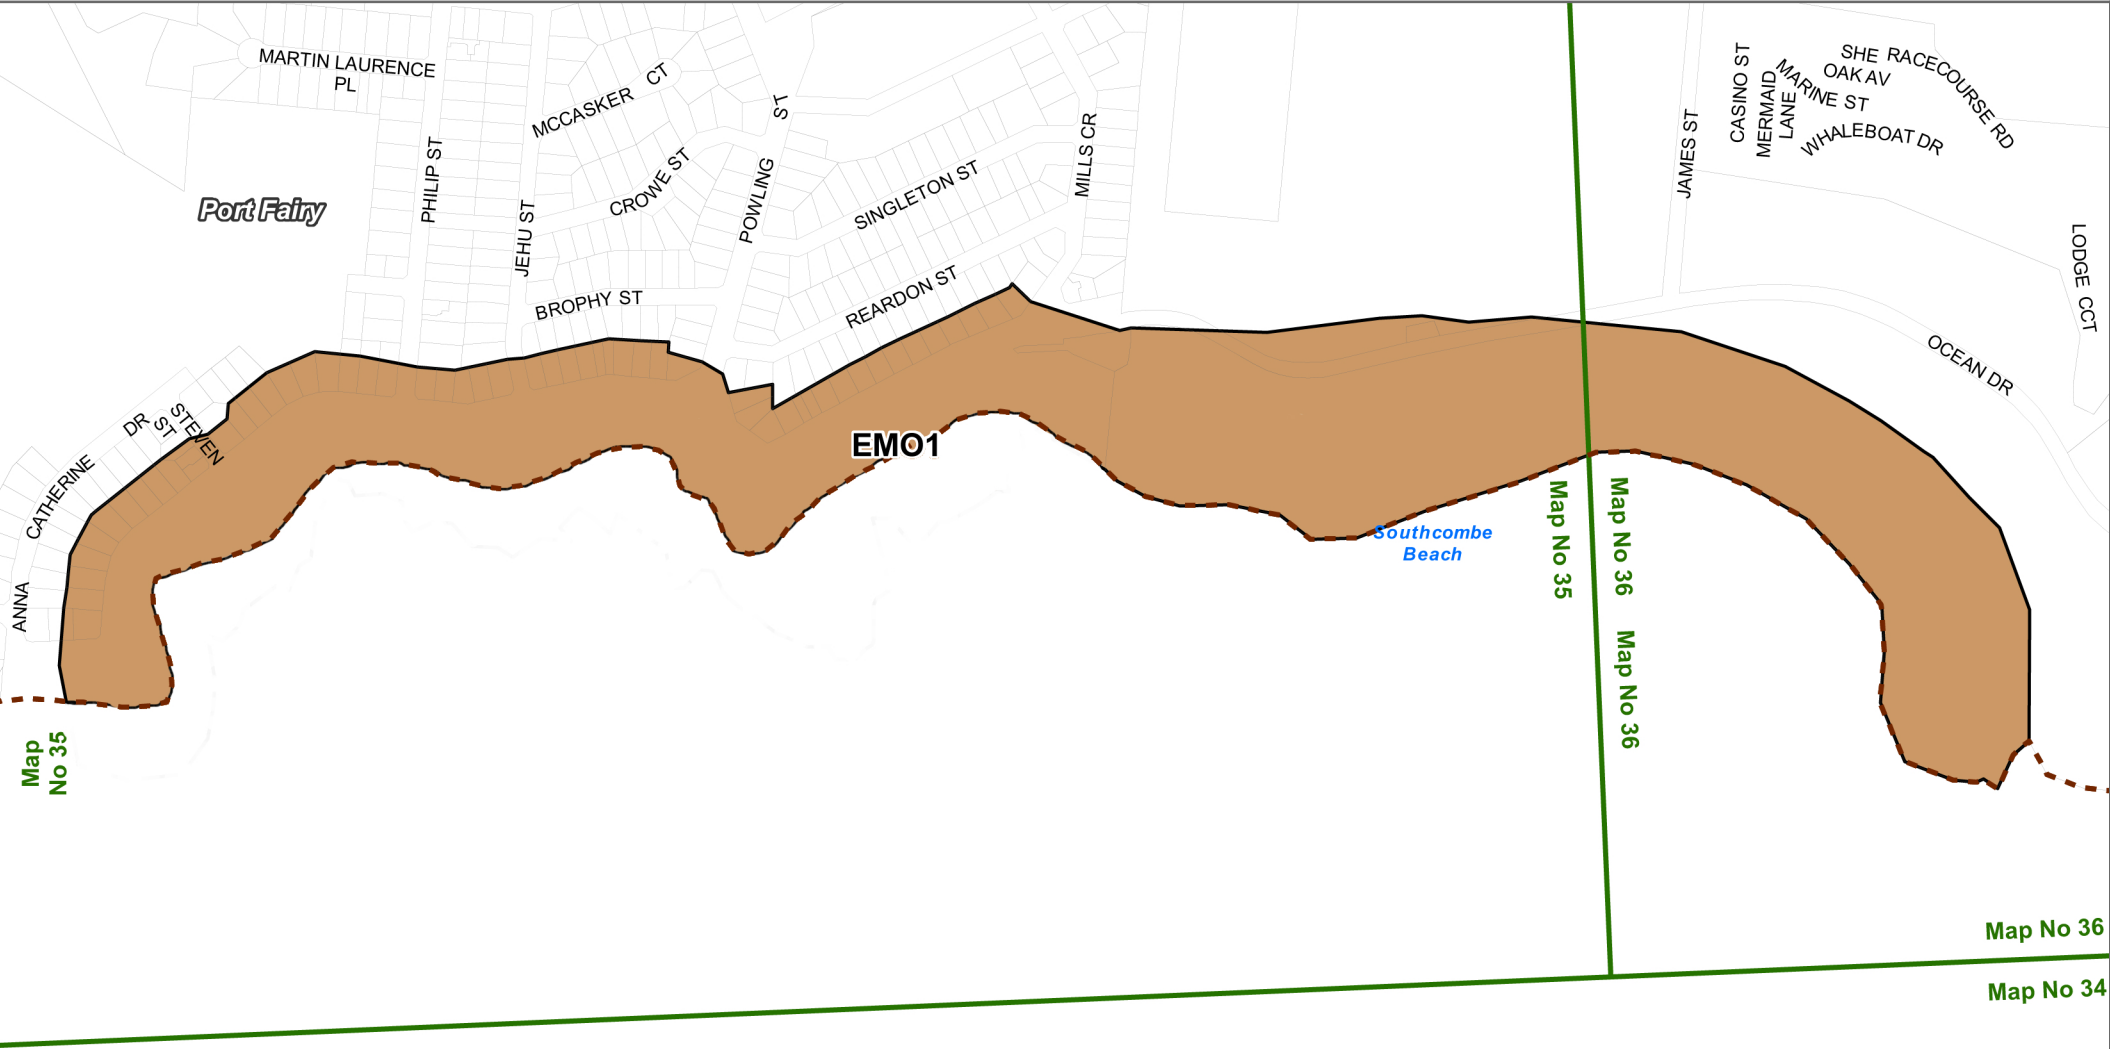 MARTIN LAURENCE
PL
MCCASKER CT
PHILIP ST
JEHU ST
CROWE ST
POWLING ST
SINGLETON ST
MILLS CR
REARDON ST
BROPHY ST
Port Fairy
JAMES ST
CASINO ST
MERMAID
LANE
MARINE ST
SHE
OAK AV
RACECOURSE RD
WHALEBOAT DR
LODGE CCT
OCEAN DR
STEVEN
ST
ANNA CATHERINE DR
EMO1
Southcombe
Beach
Map No 35
Map No 36
Map No 36
Map
No 35
Map No 36
Map No 34